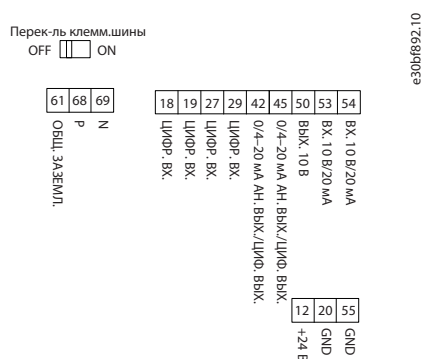 Перек-ль клемм.шины
OFF ON
e30bf892.10
61 68 69
18 19 27 29 42 45 50 53 54
ОБЩ. ЗАЗЕМЛ.
P
N
ЦИФР. ВХ.
ЦИФР. ВХ.
ЦИФР. ВХ.
ЦИФР. ВХ.
0/4–20 мА АН. ВЫХ./ЦИФ. ВЫХ.
0/4–20 мА АН. ВЫХ./ЦИФ. ВЫХ.
ВЫХ. 10 В
ВХ. 10 В/20 мА
ВХ. 10 В/20 мА
12 20 55
+24 В
GND
GND